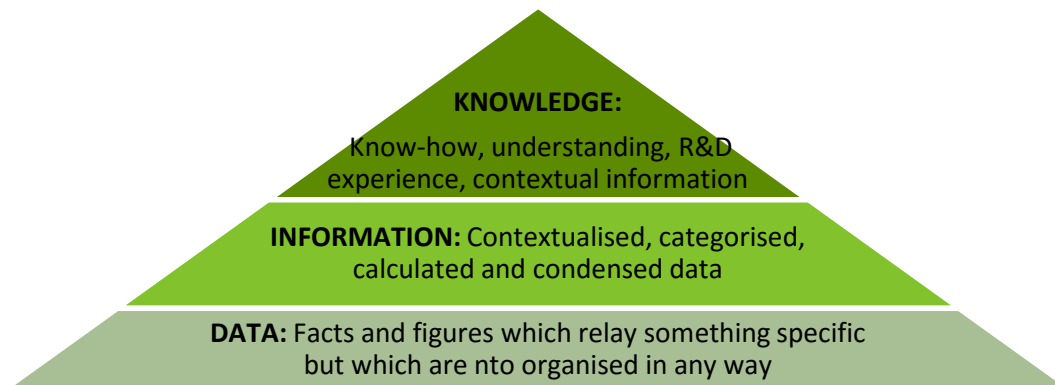 KNOWLEDGE:
Know-how, understanding, R&D
experience, contextual information
INFORMATION: Contextualised, categorised,
calculated and condensed data
DATA: Facts and figures which relay something specific
but which are nto organised in any way